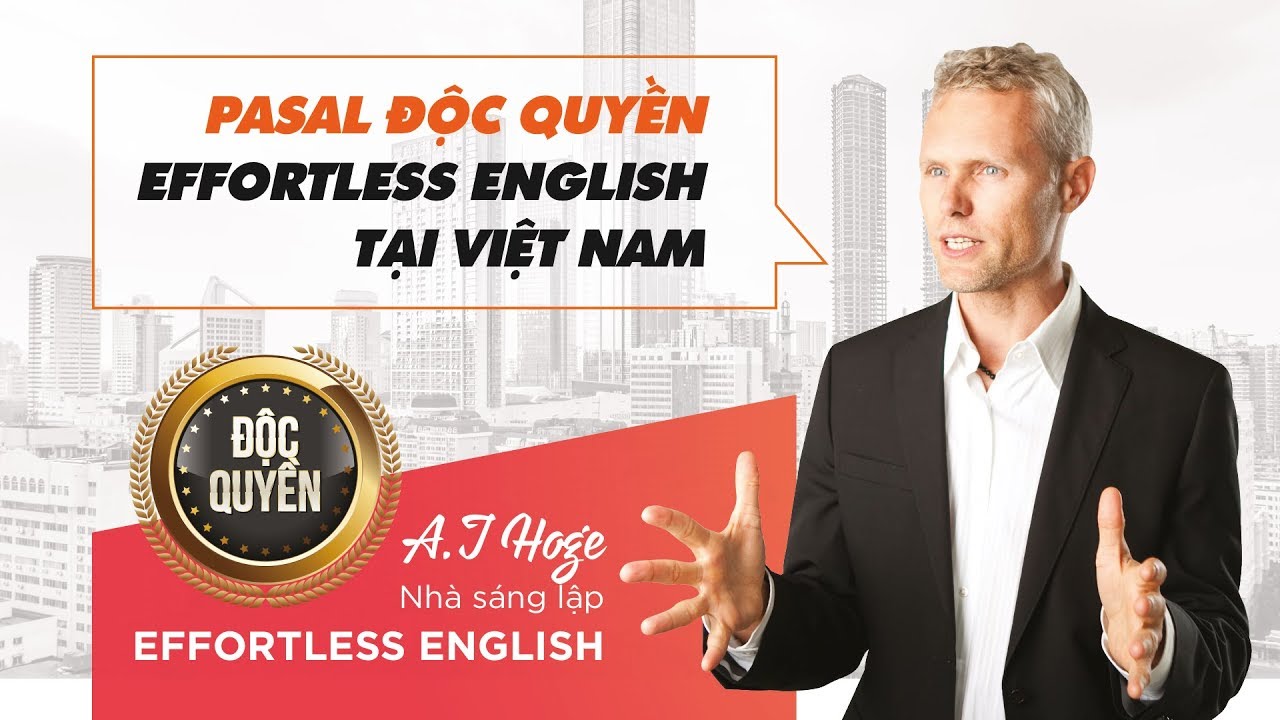 PASAL ĐỘC QUYỀN
EFFORTLESS ENGLISH
TẠI VIỆT NAM
ĐỘC
QUYỀN
A.J Hoge
Nhà sáng lập
EFFORTLESS ENGLISH